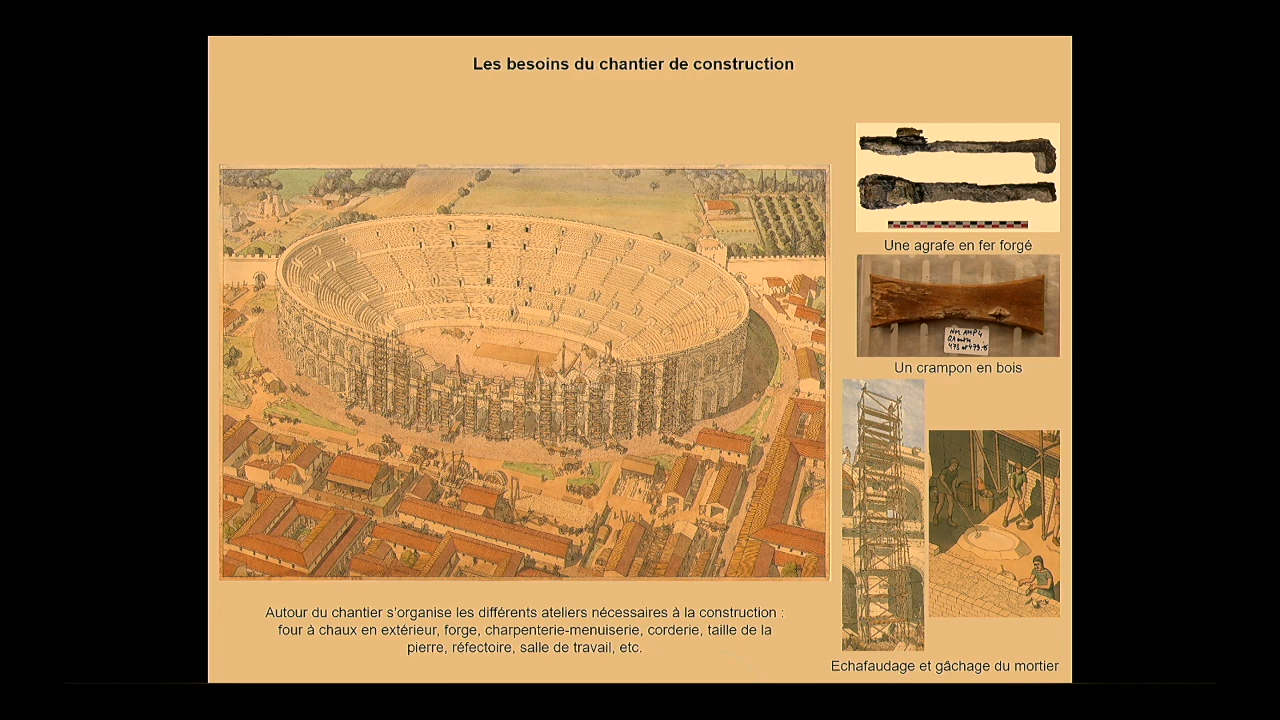 Les besoins du chantier de construction
Une agrafe en fer forgé
Un crampon en bois
Autour du chantier s'organise les différents ateliers nécessaires à la construction :
four à chaux en extérieur, forge, charpenterie-menuiserie, corderie, taille de la
pierre, réfectoire, salle de travail, etc.
Echafaudage et gâchage du mortier